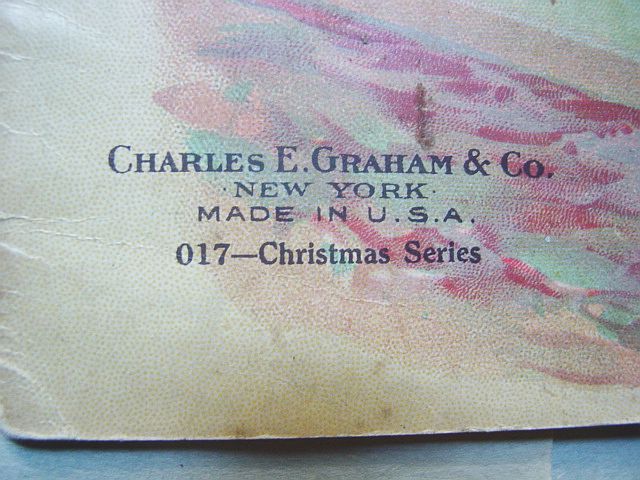 CHARLES E. GRAHAM & CO.
·NEW YORK·
MADE IN U.S.A.
017—Christmas Series